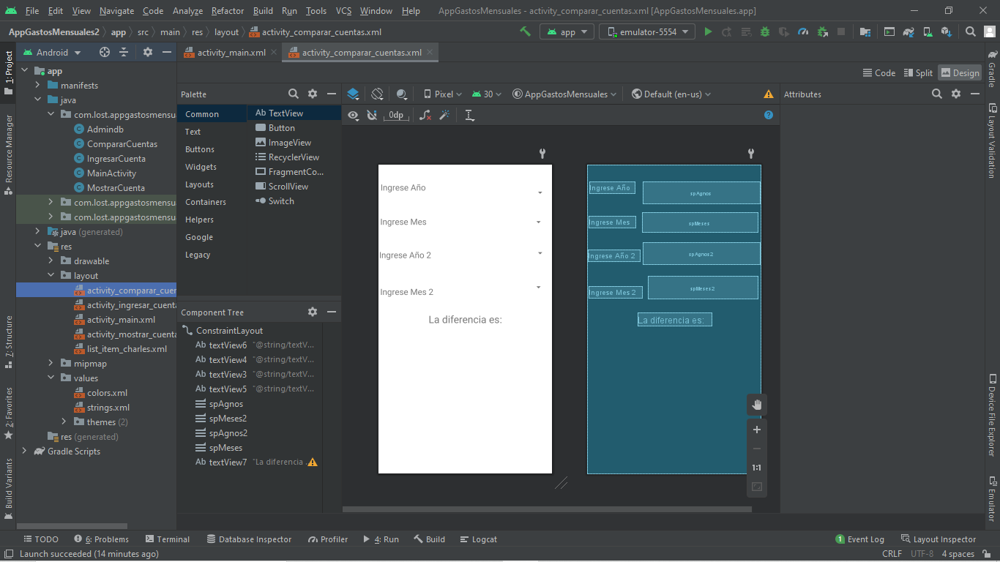 File Edit View Navigate Code Analyze Refactor Build Run Tools VCS Window Help AppGastosMensuales - activity_comparar_cuentas.xml [AppGastosMensuales.app]
AppGastosMensuales2 app src main res layout activity_comparar_cuentas.xml app emulator-5554
Android activity_main.xml activity_comparar_cuentas.xml
Code Split Design
1: Project
Resource Manager
7: Structure
2: Favorites
Build Variants
app
manifests
java
com.lost.appgastosmensu
Admindb
CompararCuentas
IngresarCuenta
MainActivity
MostrarCuenta
com.lost.appgastosmensu
com.lost.appgastosmensu
java (generated)
res
drawable
layout
activity_comparar_cuer
activity_ingresar_cuenta
activity_main.xml
activity_mostrar_cuenta
list_item_charles.xml
mipmap
values
colors.xml
strings.xml
themes (2)
res (generated)
Gradle Scripts
Palette
Common
Text
Buttons
Widgets
Layouts
Containers
Helpers
Google
Legacy
Ab TextView
Button
ImageView
RecyclerView
FragmentCo...
ScrollView
Switch
Component Tree
ConstraintLayout
Ab textView6 "@string/textV...
Ab textView4 "@string/textV...
Ab textView3 "@string/textV...
Ab textView5 "@string/textV...
spAgnos
spMeses2
spAgnos2
spMeses
Ab textView7 "La diferencia ...
Pixel 30 AppGastosMensuales Default (en-us)
0dp
Ingrese Año
Ingrese Mes
Ingrese Año 2
Ingrese Mes 2
La diferencia es:
Ingrese Año spAgnos
Ingrese Mes spMeses
Ingrese Año 2 spAgnos2
Ingrese Mes 2 spMeses2
La diferencia es:
1:1
Attributes
Gradle
Layout Validation
Device File Explorer
Emulator
TODO 6: Problems Terminal Database Inspector Profiler 4: Run Build Logcat 1 Event Log Layout Inspector
Launch succeeded (14 minutes ago) CRLF UTF-8 4 spaces